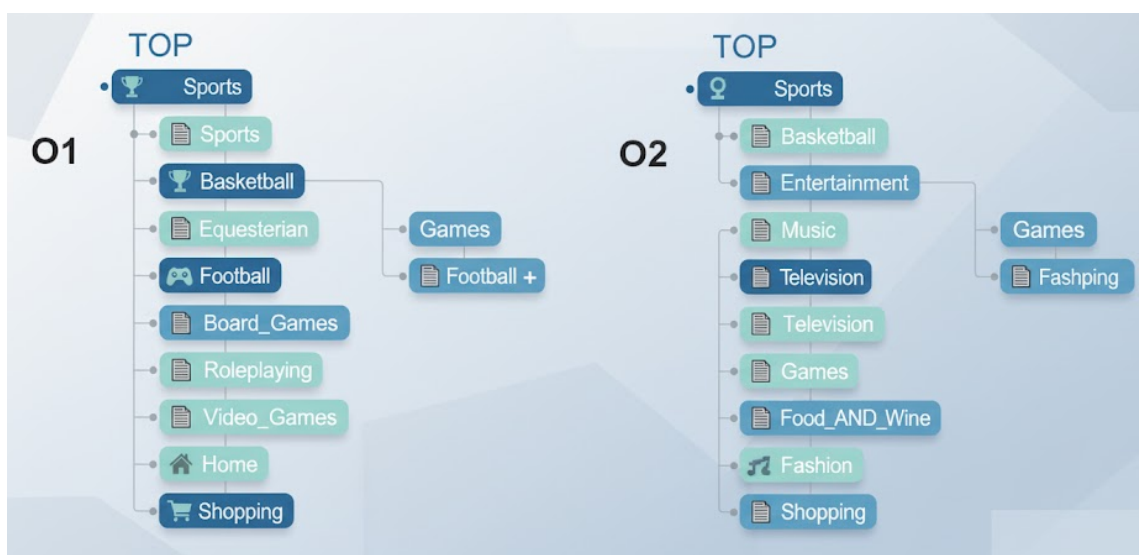 TOP
Sports
O1
Sports
Basketball
Equesterian
Games
Football
Football +
Board_Games
Roleplaying
Video_Games
Home
Shopping
TOP
Sports
O2
Basketball
Entertainment
Music
Games
Television
Fashping
Television
Games
Food_AND_Wine
Fashion
Shopping